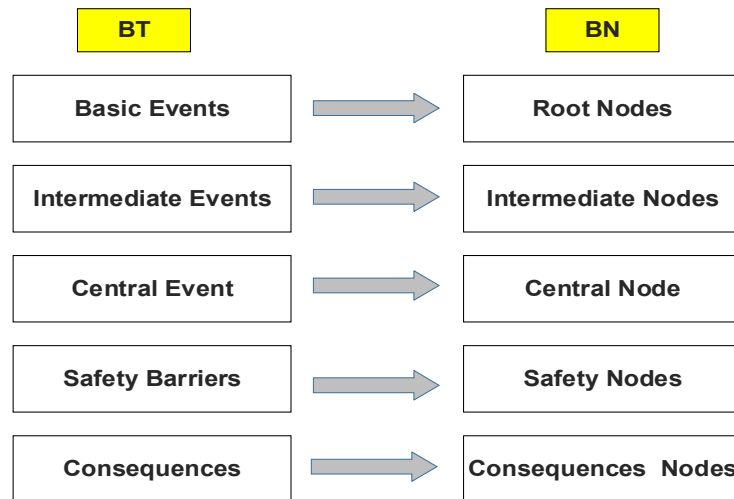 BT BN
Basic Events Root Nodes
Intermediate Events Intermediate Nodes
Central Event Central Node
Safety Barriers Safety Nodes
Consequences Consequences Nodes